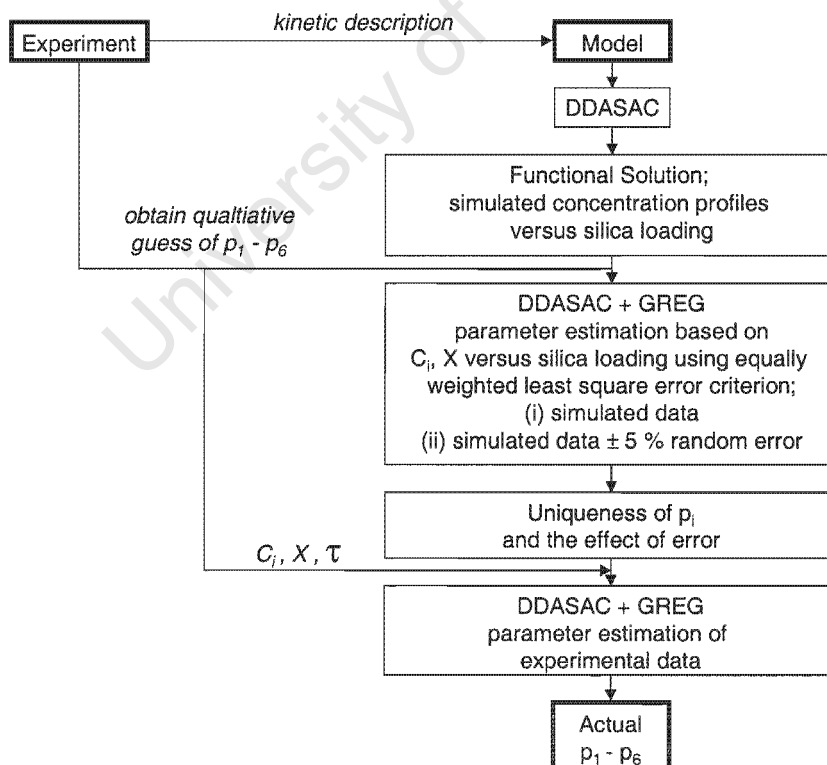 kinetic description
Experiment
Model
DDASAC
Functional Solution;
simulated concentration profiles
versus silica loading
obtain qualtiative
guess of p₁ - p₆
DDASAC + GREG
parameter estimation based on
Cᵢ, X versus silica loading using equally
weighted least square error criterion;
(i) simulated data
(ii) simulated data ± 5 % random error
Uniqueness of pᵢ
and the effect of error
Cᵢ, X, τ
DDASAC + GREG
parameter estimation of
experimental data
Actual
p₁ - p₆
University of